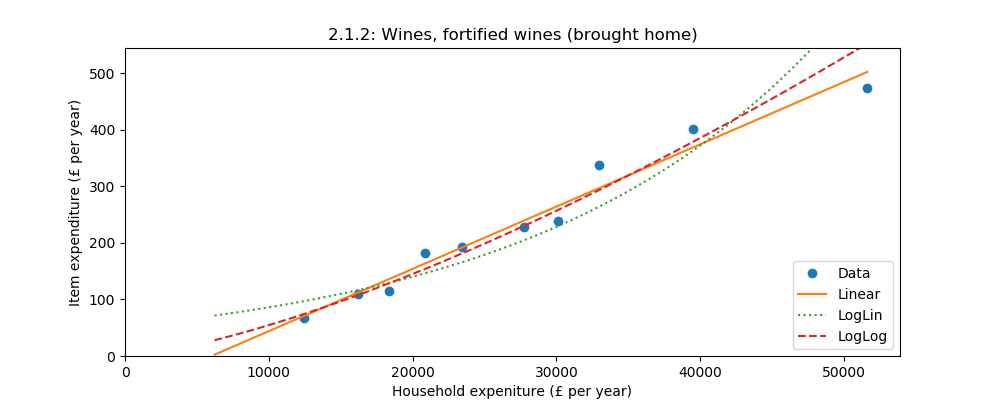 2.1.2: Wines, fortified wines (brought home)
Item expenditure (£ per year)
500
400
300
200
100
0
0 10000 20000 30000 40000 50000
Household expeniture (£ per year)
Data
Linear
LogLin
LogLog